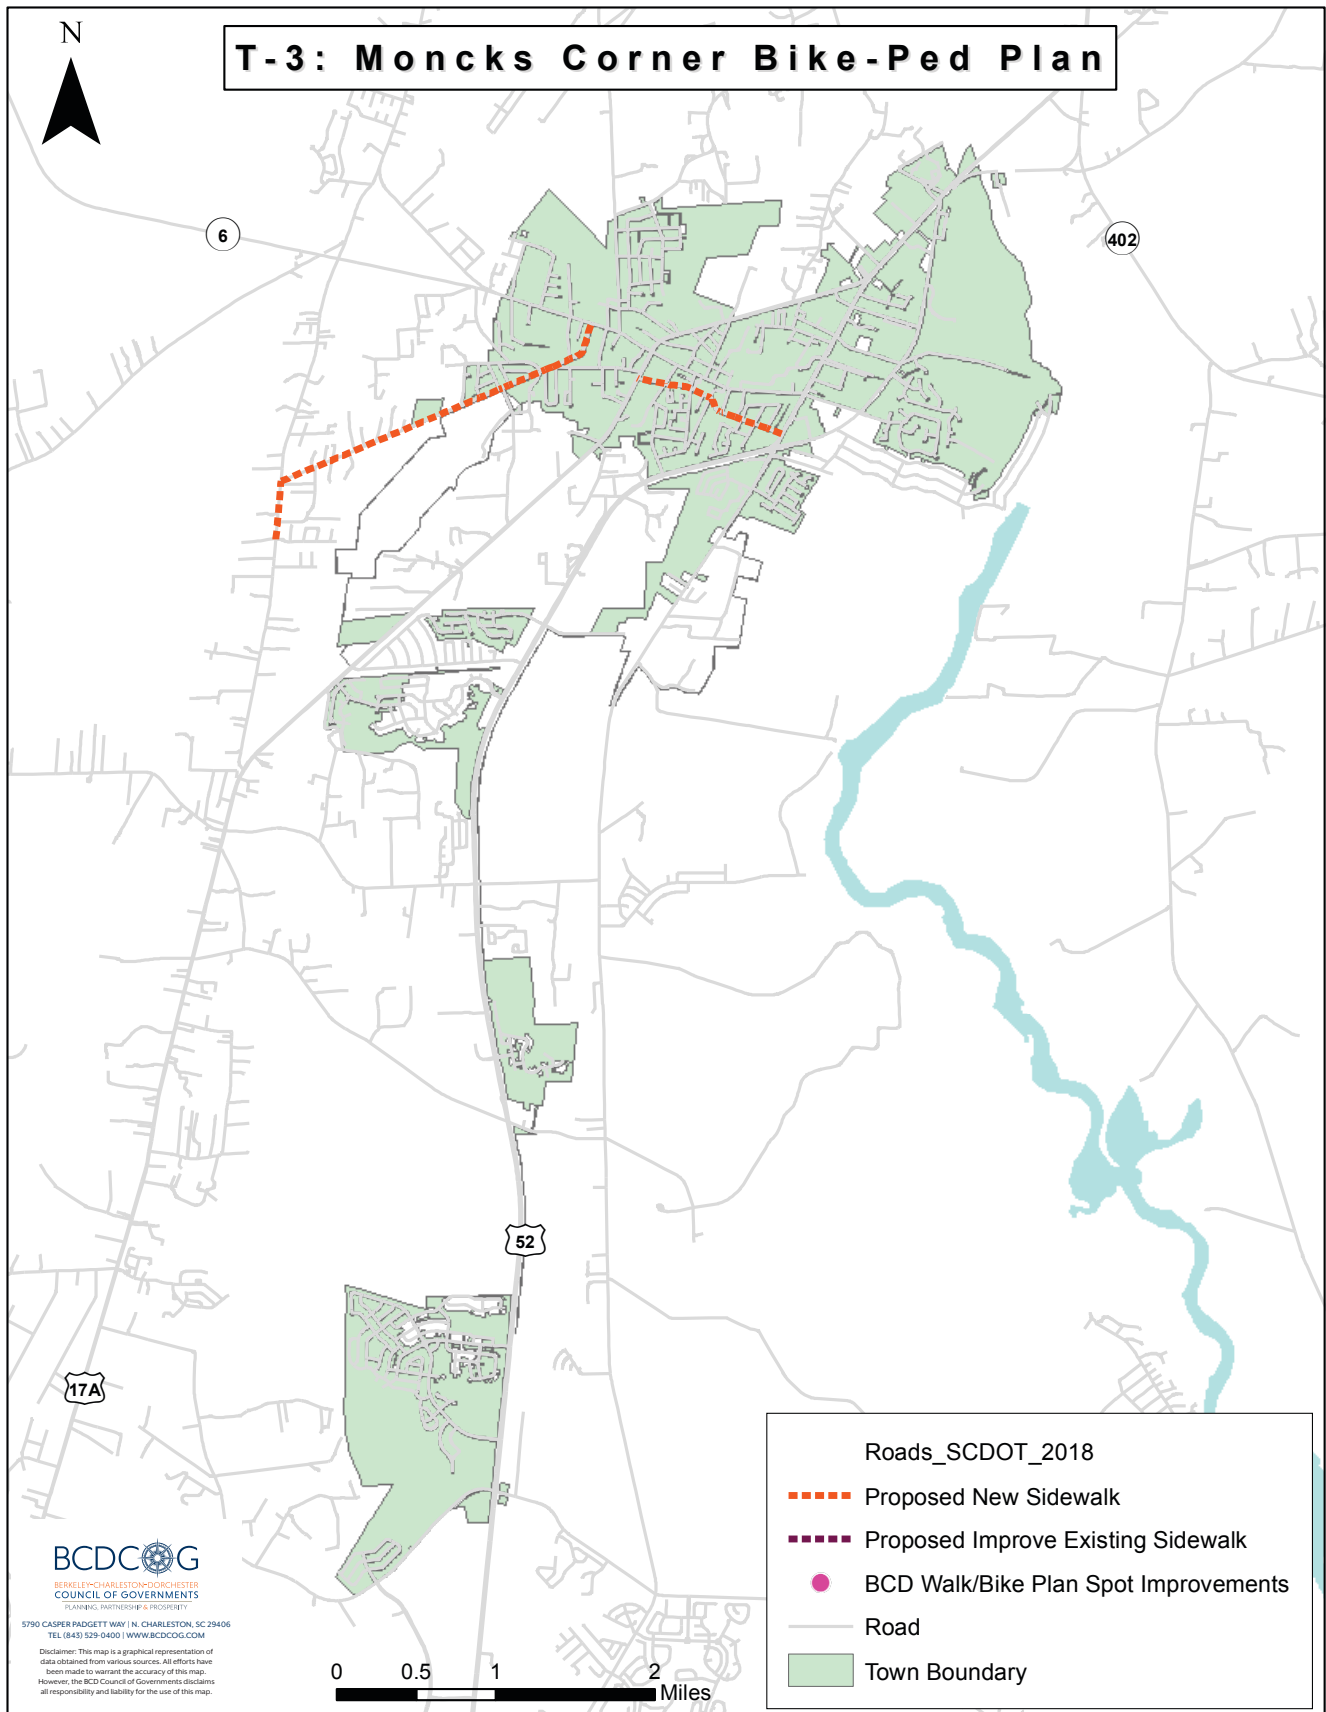 N
T-3: Moncks Corner Bike-Ped Plan
6
402
52
17A
Roads_SCDOT_2018
Proposed New Sidewalk
Proposed Improve Existing Sidewalk
BCD Walk/Bike Plan Spot Improvements
Road
Town Boundary
BCDCOG
BERKELEY-CHARLESTON-DORCHESTER
COUNCIL OF GOVERNMENTS
PLANNING, PARTNERSHIP & PROSPERITY
5790 CASPER PADGETT WAY | N. CHARLESTON, SC 29406
TEL (843) 529-0400 | WWW.BCDCOG.COM
Disclaimer: This map is a graphical representation of
data obtained from various sources. All efforts have
been made to warrant the accuracy of this map.
However, the BCD Council of Governments disclaims
all responsibility and liability for the use of this map.
0 0.5 1 2
Miles